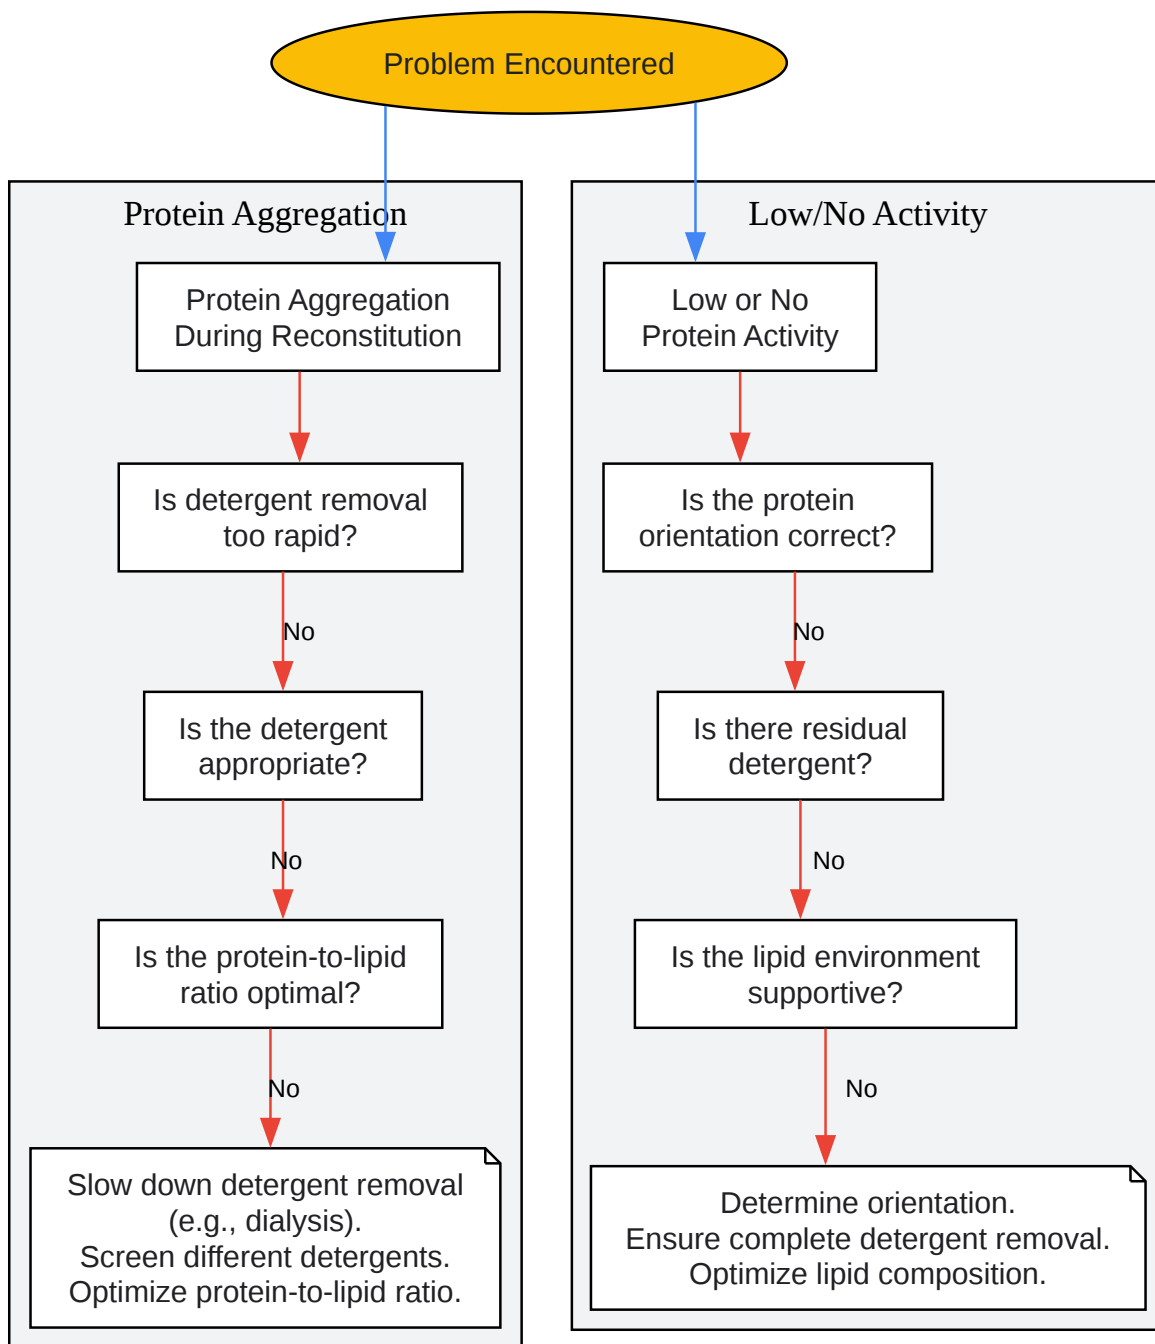 Problem Encountered
Protein Aggregation
Protein Aggregation
During Reconstitution
Is detergent removal
too rapid?
No
Is the detergent
appropriate?
No
Is the protein-to-lipid
ratio optimal?
No
Slow down detergent removal
(e.g., dialysis).
Screen different detergents.
Optimize protein-to-lipid ratio.
Low/No Activity
Low or No
Protein Activity
Is the protein
orientation correct?
No
Is there residual
detergent?
No
Is the lipid environment
supportive?
No
Determine orientation.
Ensure complete detergent removal.
Optimize lipid composition.